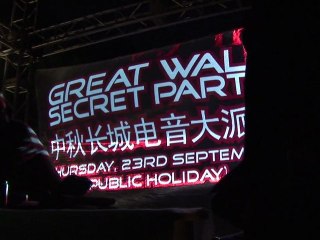 GREAT WAL
SECRET PART
中秋长城电音大派
HURSDAY, 23RD SEPTEM
PUBLIC HOLIDAY)